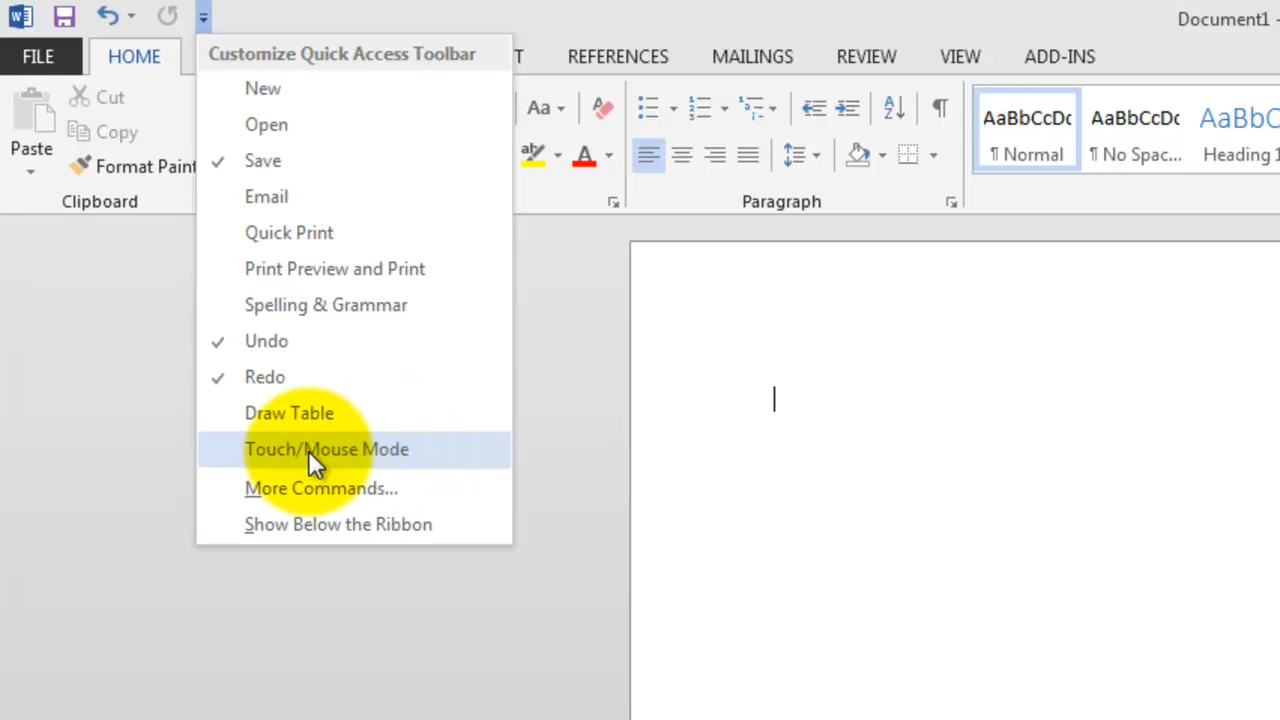 Document1 -
FILE
HOME
T
REFERENCES
MAILINGS
REVIEW
VIEW
ADD-INS
Customize Quick Access Toolbar
New
Open
✓ Save
Email
Quick Print
Print Preview and Print
Spelling & Grammar
✓ Undo
✓ Redo
Draw Table
Touch/Mouse Mode
More Commands...
Show Below the Ribbon
Paste
Cut
Copy
Format Paint
Clipboard
Aa
Paragraph
AaBbCcDc
¶ Normal
AaBbCcDc
¶ No Spac...
AaBbC
Heading 1